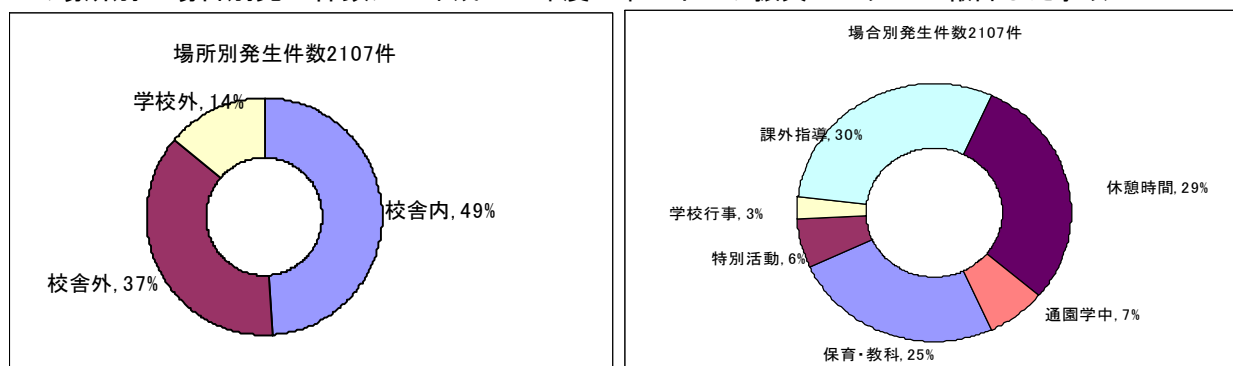 場所別発生件数2107件
学校外, 14%
校舎内, 49%
校舎外, 37%
場合別発生件数2107件
課外指導, 30%
休憩時間, 29%
学校行事, 3%
特別活動, 6%
通園学中, 7%
保育・教科, 25%